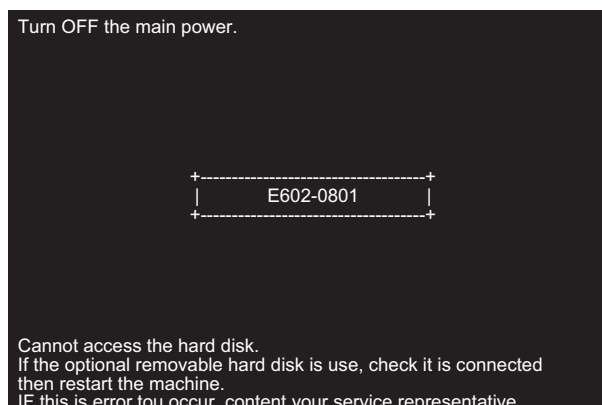 Turn OFF the main power.
+------------------------------------+
| E602-0801 |
+------------------------------------+
Cannot access the hard disk.
If the optional removable hard disk is use, check it is connected
then restart the machine.
IF this is error tou occur, content your service representative